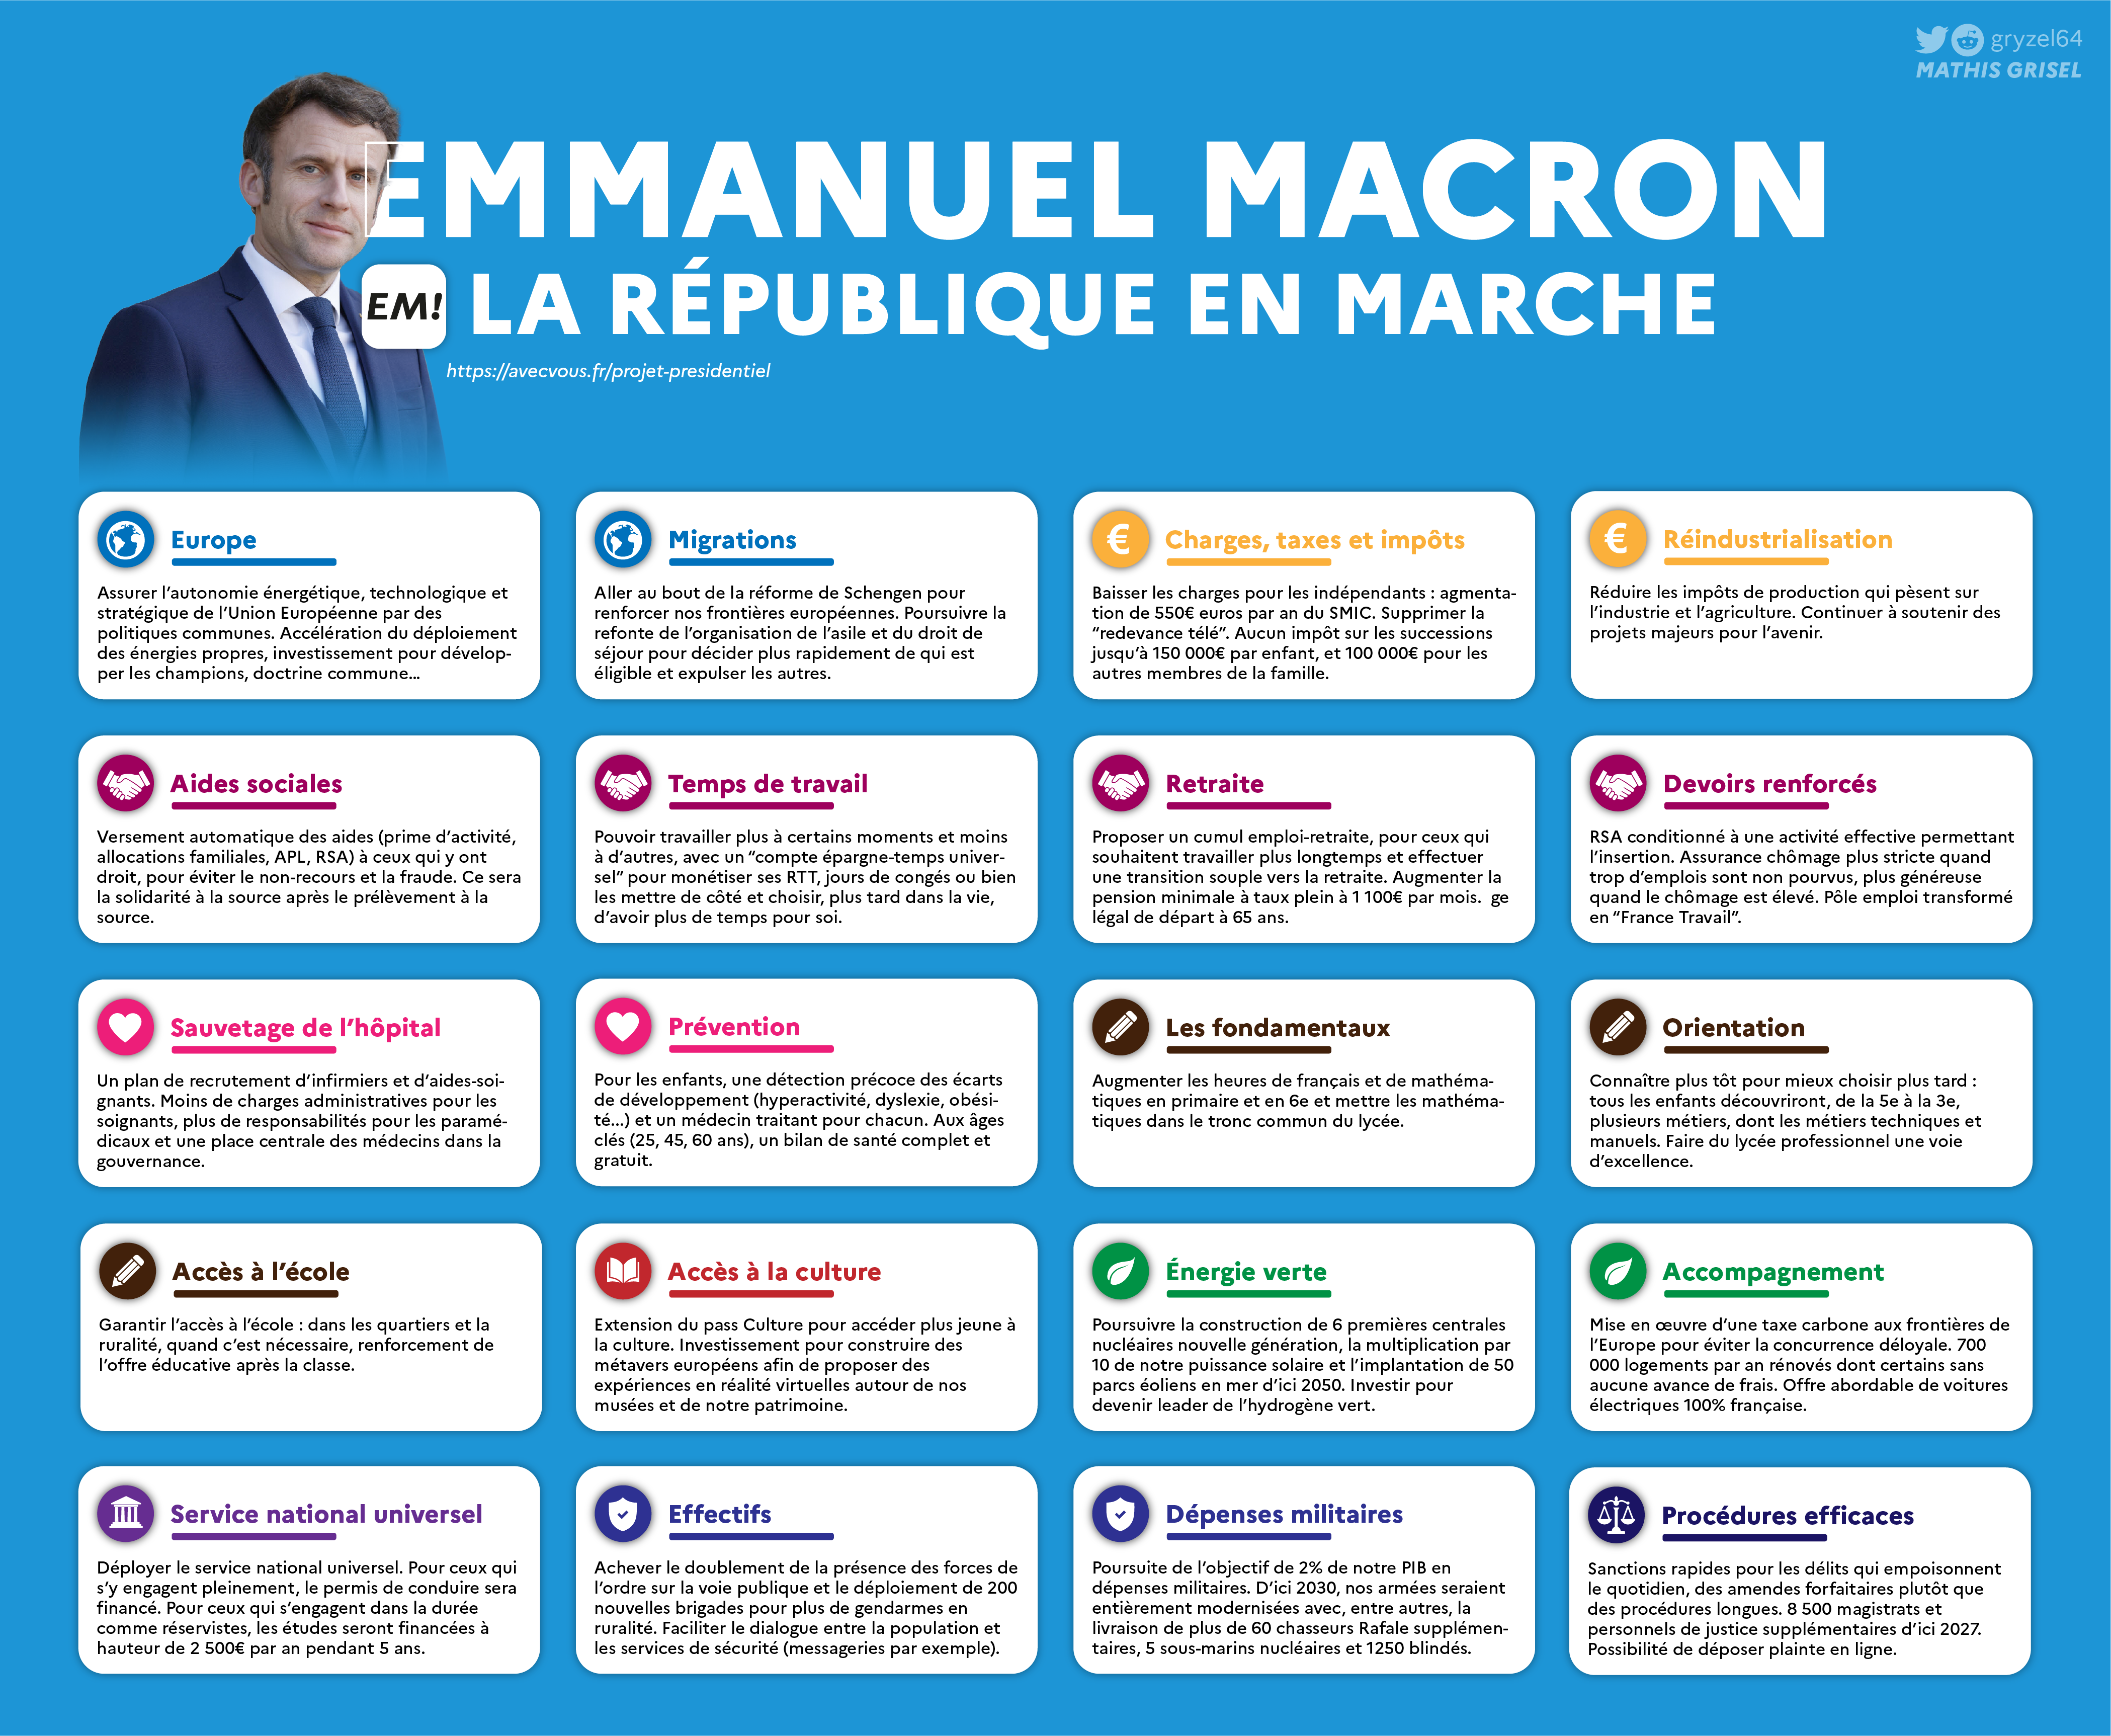 gryzel64
MATHIS GRISEL
EMMANUEL MACRON
EM! LA RÉPUBLIQUE EN MARCHE
https://avecvous.fr/projet-presidentiel
Europe
Assurer l'autonomie énergétique, technologique et
stratégique de l'Union Européenne par des
politiques communes. Accélération du déploiement
des énergies propres, investissement pour dévelop-
per les champions, doctrine commune...
Migrations
Aller au bout de la réforme de Schengen pour
renforcer nos frontières européennes. Poursuivre la
refonte de l'organisation de l'asile et du droit de
séjour pour décider plus rapidement de qui est
éligible et expulser les autres.
Charges, taxes et impôts
Baisser les charges pour les indépendants : agmenta-
tion de 550€ euros par an du SMIC. Supprimer la
“redevance télé”. Aucun impôt sur les successions
jusqu'à 150 000€ par enfant, et 100 000€ pour les
autres membres de la famille.
Réindustrialisation
Réduire les impôts de production qui pèsent sur
l'industrie et l'agriculture. Continuer à soutenir des
projets majeurs pour l'avenir.
Aides sociales
Versement automatique des aides (prime d'activité,
allocations familiales, APL, RSA) à ceux qui y ont
droit, pour éviter le non-recours et la fraude. Ce sera
la solidarité à la source après le prélèvement à la
source.
Temps de travail
Pouvoir travailler plus à certains moments et moins
à d'autres, avec un “compte épargne-temps univer-
sel” pour monétiser ses RTT, jours de congés ou bien
les mettre de côté et choisir, plus tard dans la vie,
d'avoir plus de temps pour soi.
Retraite
Proposer un cumul emploi-retraite, pour ceux qui
souhaitent travailler plus longtemps et effectuer
une transition souple vers la retraite. Augmenter la
pension minimale à taux plein à 1 100€ par mois. ge
légal de départ à 65 ans.
Devoirs renforcés
RSA conditionné à une activité effective permettant
l'insertion. Assurance chômage plus stricte quand
trop d'emplois sont non pourvus, plus généreuse
quand le chômage est élevé. Pôle emploi transformé
en “France Travail”.
Sauvetage de l'hôpital
Un plan de recrutement d'infirmiers et d'aides-soi-
gnants. Moins de charges administratives pour les
soignants, plus de responsabilités pour les paramé-
dicaux et une place centrale des médecins dans la
gouvernance.
Prévention
Pour les enfants, une détection précoce des écarts
de développement (hyperactivité, dyslexie, obési-
té...) et un médecin traitant pour chacun. Aux âges
clés (25, 45, 60 ans), un bilan de santé complet et
gratuit.
Les fondamentaux
Augmenter les heures de français et de mathéma-
tiques en primaire et en 6e et mettre les mathéma-
tiques dans le tronc commun du lycée.
Orientation
Connaître plus tôt pour mieux choisir plus tard :
tous les enfants découvriront, de la 5e à la 3e,
plusieurs métiers, dont les métiers techniques et
manuels. Faire du lycée professionnel une voie
d'excellence.
Accès à l'école
Garantir l'accès à l'école : dans les quartiers et la
ruralité, quand c'est nécessaire, renforcement de
l'offre éducative après la classe.
Accès à la culture
Extension du pass Culture pour accéder plus jeune à
la culture. Investissement pour construire des
métavers européens afin de proposer des
expériences en réalité virtuelles autour de nos
musées et de notre patrimoine.
Énergie verte
Poursuivre la construction de 6 premières centrales
nucléaires nouvelle génération, la multiplication par
10 de notre puissance solaire et l'implantation de 50
parcs éoliens en mer d'ici 2050. Investir pour
devenir leader de l'hydrogène vert.
Accompagnement
Mise en œuvre d'une taxe carbone aux frontières de
l'Europe pour éviter la concurrence déloyale. 700
000 logements par an rénovés dont certains sans
aucune avance de frais. Offre abordable de voitures
électriques 100% française.
Service national universel
Déployer le service national universel. Pour ceux qui
s'y engagent pleinement, le permis de conduire sera
financé. Pour ceux qui s'engagent dans la durée
comme réservistes, les études seront financées à
hauteur de 2 500€ par an pendant 5 ans.
Effectifs
Achever le doublement de la présence des forces de
l'ordre sur la voie publique et le déploiement de 200
nouvelles brigades pour plus de gendarmes en
ruralité. Faciliter le dialogue entre la population et
les services de sécurité (messageries par exemple).
Dépenses militaires
Poursuite de l'objectif de 2% de notre PIB en
dépenses militaires. D'ici 2030, nos armées seraient
entièrement modernisées avec, entre autres, la
livraison de plus de 60 chasseurs Rafale supplémen-
taires, 5 sous-marins nucléaires et 1250 blindés.
Procédures efficaces
Sanctions rapides pour les délits qui empoisonnent
le quotidien, des amendes forfaitaires plutôt que
des procédures longues. 8 500 magistrats et
personnels de justice supplémentaires d'ici 2027.
Possibilité de déposer plainte en ligne.